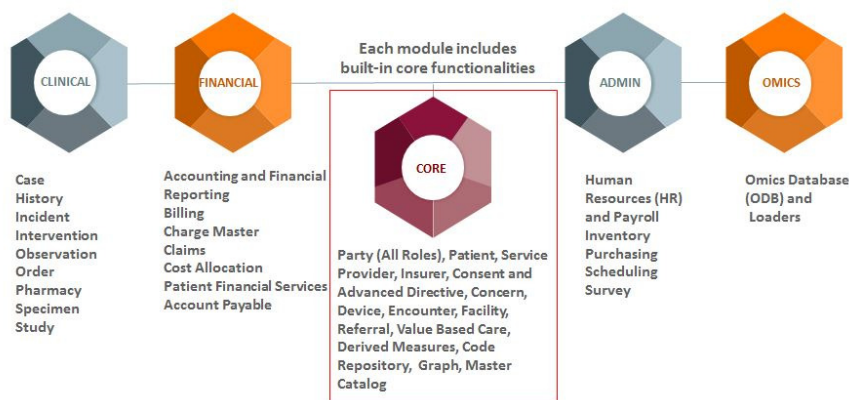 Each module includes
built-in core functionalities
CLINICAL
FINANCIAL
CORE
ADMIN
OMICS
Case
History
Incident
Intervention
Observation
Order
Pharmacy
Specimen
Study
Accounting and Financial
Reporting
Billing
Charge Master
Claims
Cost Allocation
Patient Financial Services
Account Payable
Party (All Roles), Patient, Service
Provider, Insurer, Consent and
Advanced Directive, Concern,
Device, Encounter, Facility,
Referral, Value Based Care,
Derived Measures, Code
Repository, Graph, Master
Catalog
Human
Resources (HR)
and Payroll
Inventory
Purchasing
Scheduling
Survey
Omics Database
(ODB) and
Loaders